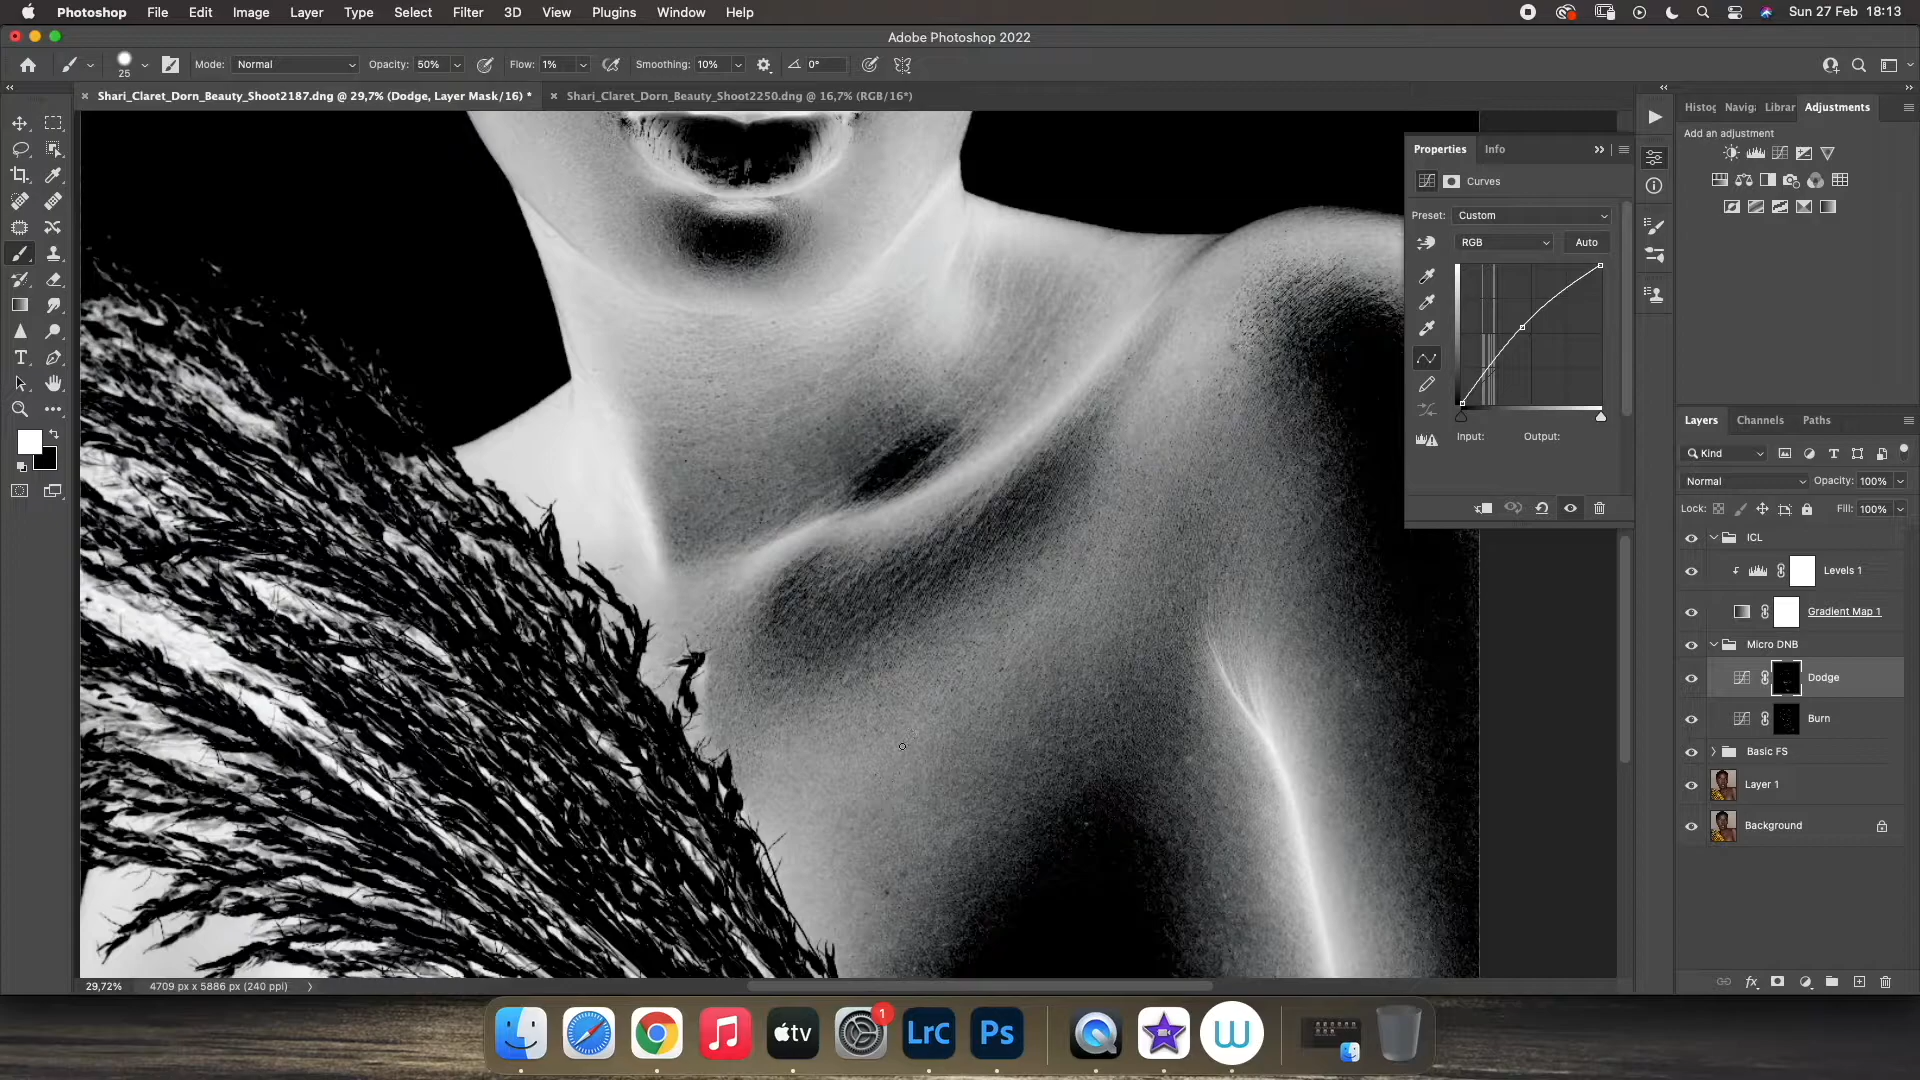 Photoshop File Edit Image Layer Type Select Filter 3D View Plugins Window Help Sun 27 Feb 18:13
Adobe Photoshop 2022
25 Mode: Normal Opacity: 50% Flow: 1% Smoothing: 10% 0°
Shari_Claret_Dorn_Beauty_Shoot2187.dng @ 29,7% (Dodge, Layer Mask/16) * Shari_Claret_Dorn_Beauty_Shoot2250.dng @ 16,7% (RGB/16*)
Histog Naviga Librar Adjustments
Add an adjustment
Properties Info
Curves
Preset: Custom
RGB Auto
Input: Output:
Layers Channels Paths
Kind
Normal Opacity: 100%
Lock: Fill: 100%
ICL
Levels 1
Gradient Map 1
Micro DNB
Dodge
Burn
Basic FS
Layer 1
Background
29,72% 4709 px x 5886 px (240 ppi)
tv 1 LrC Ps W